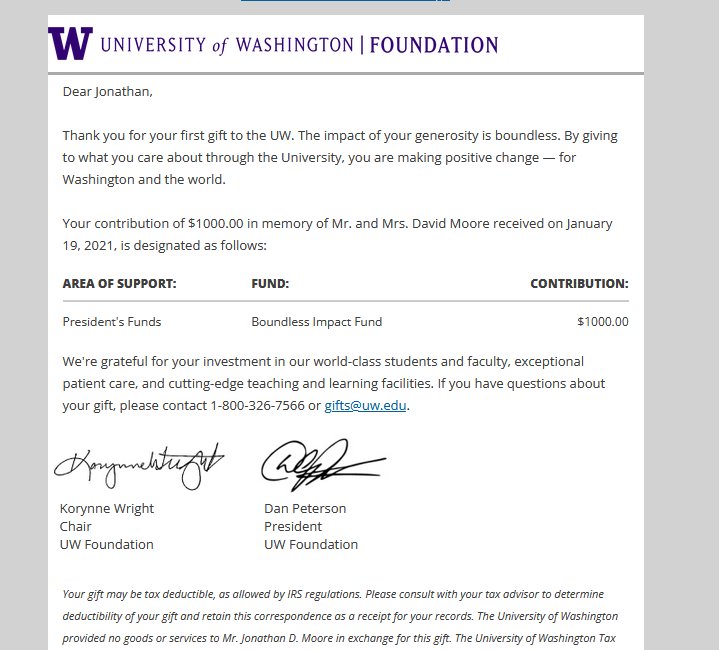 W UNIVERSITY of WASHINGTON | FOUNDATION
Dear Jonathan,
Thank you for your first gift to the UW. The impact of your generosity is boundless. By giving
to what you care about through the University, you are making positive change — for
Washington and the world.
Your contribution of $1000.00 in memory of Mr. and Mrs. David Moore received on January
19, 2021, is designated as follows:
AREA OF SUPPORT: FUND: CONTRIBUTION:
President's Funds Boundless Impact Fund $1000.00
We're grateful for your investment in our world-class students and faculty, exceptional
patient care, and cutting-edge teaching and learning facilities. If you have questions about
your gift, please contact 1-800-326-7566 or gifts@uw.edu.
Korynne Wright Dan Peterson
Chair President
UW Foundation UW Foundation
Your gift may be tax deductible, as allowed by IRS regulations. Please consult with your tax advisor to determine
deductibility of your gift and retain this correspondence as a receipt for your records. The University of Washington
provided no goods or services to Mr. Jonathan D. Moore in exchange for this gift. The University of Washington Tax